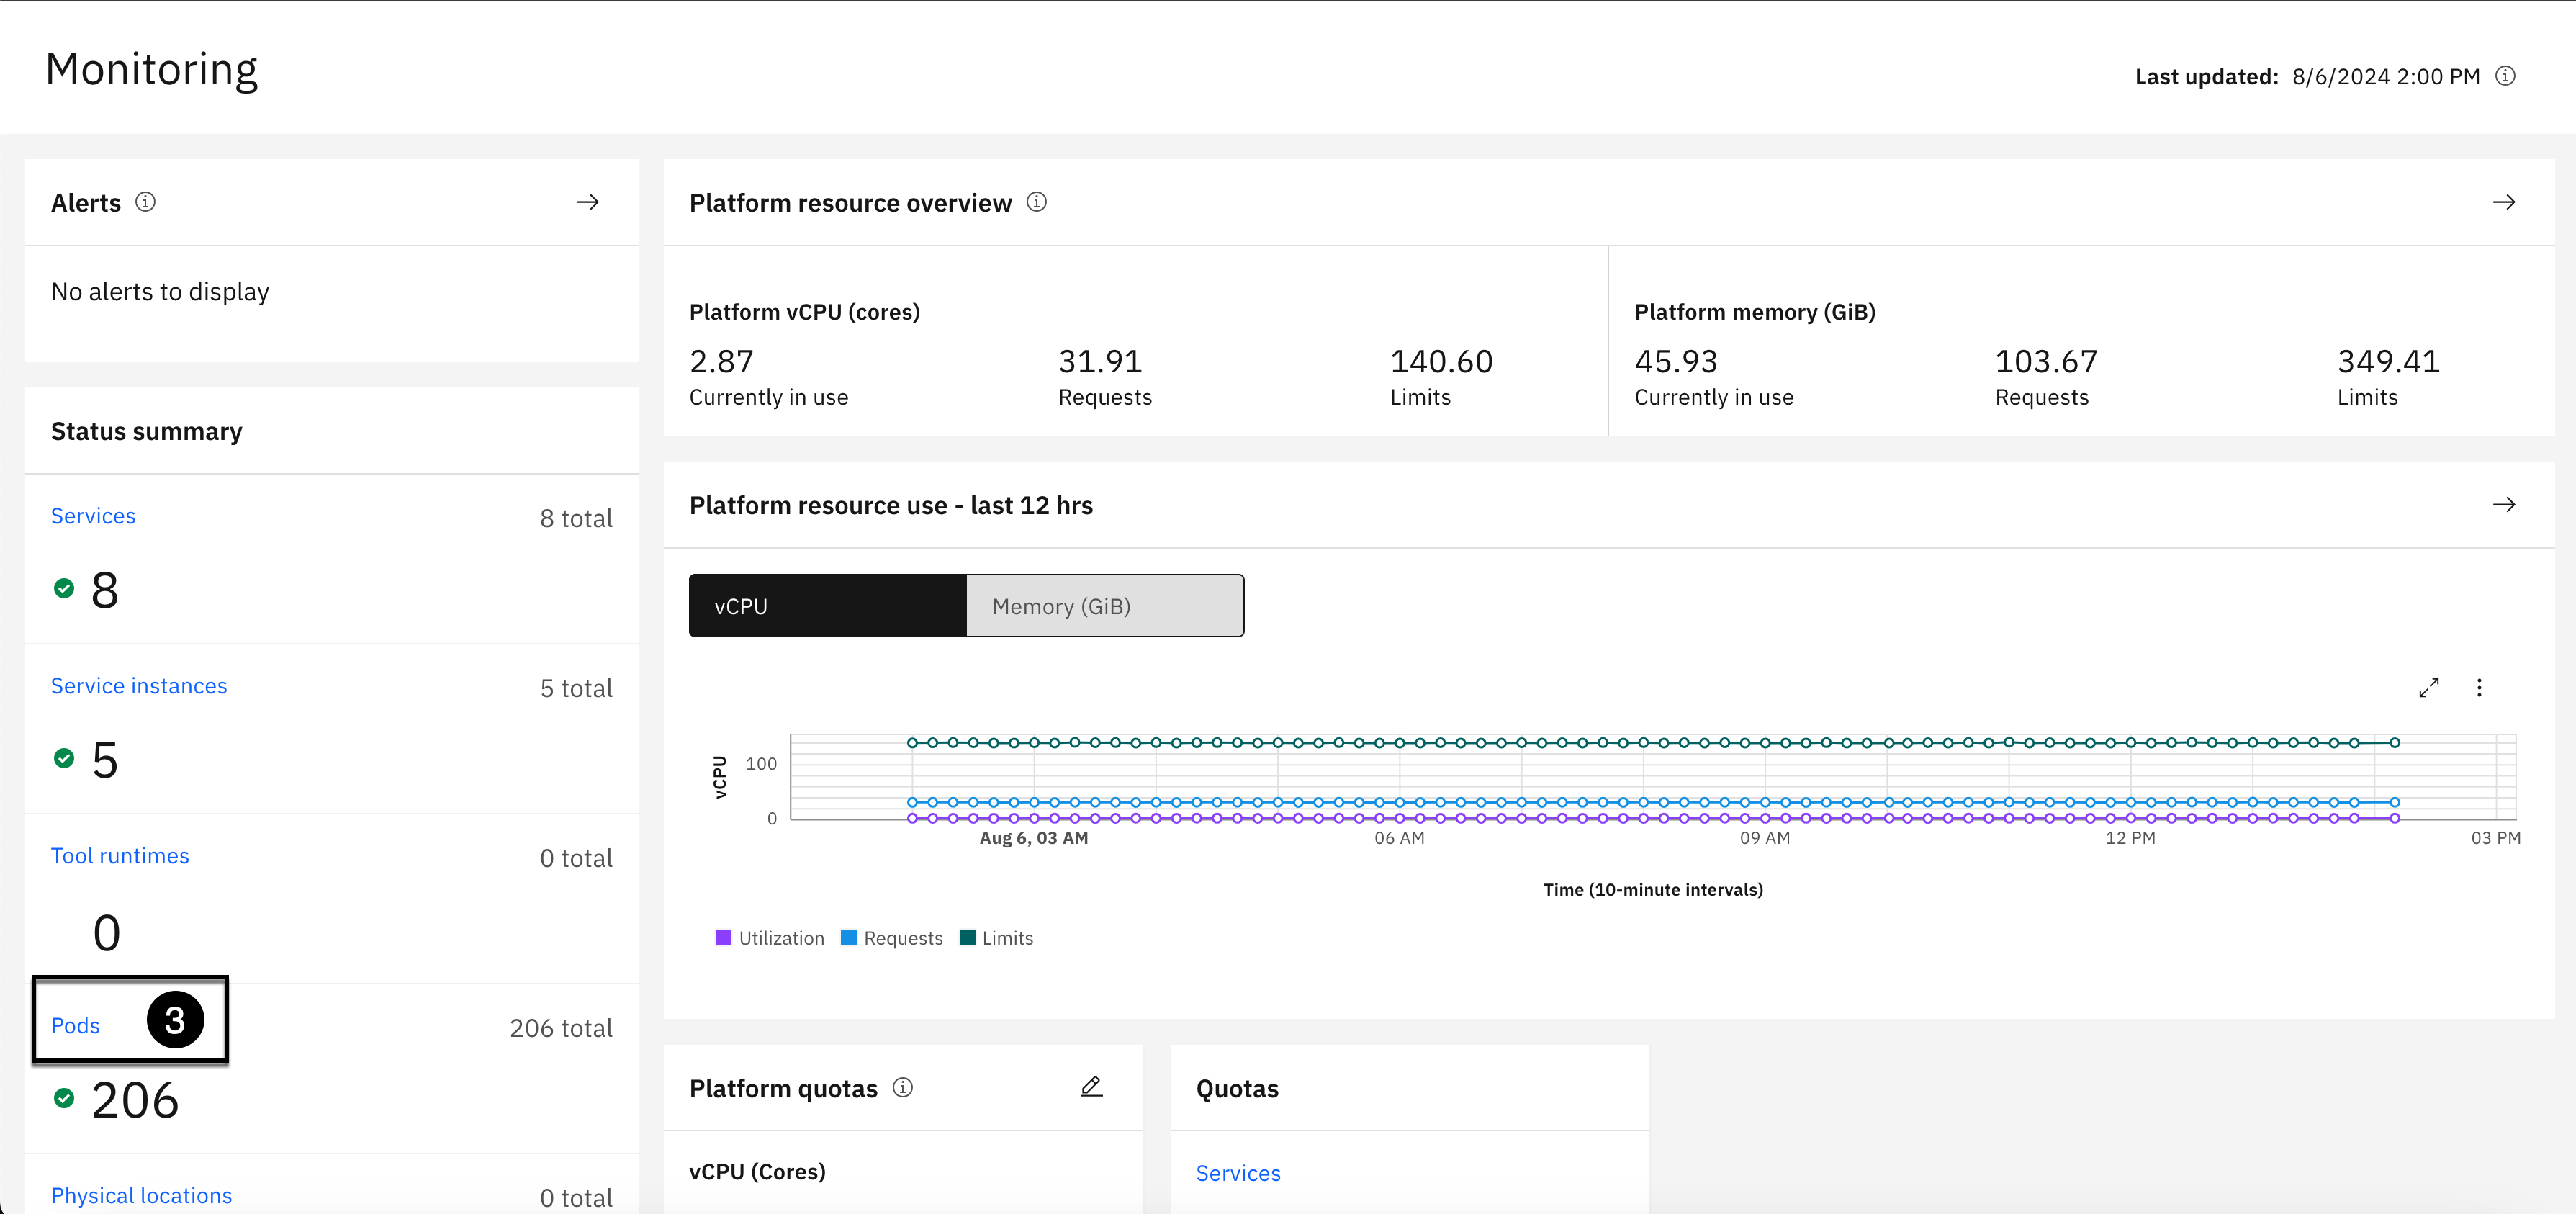 Monitoring
Last updated: 8/6/2024 2:00 PM
Alerts
No alerts to display
Status summary
Services
8 total
8
Service instances
5 total
5
Tool runtimes
0 total
0
Pods
3
206 total
206
Physical locations
0 total
Platform resource overview
Platform vCPU (cores)
2.87
Currently in use
31.91
Requests
140.60
Limits
Platform memory (GiB)
45.93
Currently in use
103.67
Requests
349.41
Limits
Platform resource use - last 12 hrs
vCPU
Memory (GiB)
vCPU
100
0
Aug 6, 03 AM
06 AM
09 AM
12 PM
03 PM
Time (10-minute intervals)
Utilization
Requests
Limits
Platform quotas
vCPU (Cores)
Quotas
Services